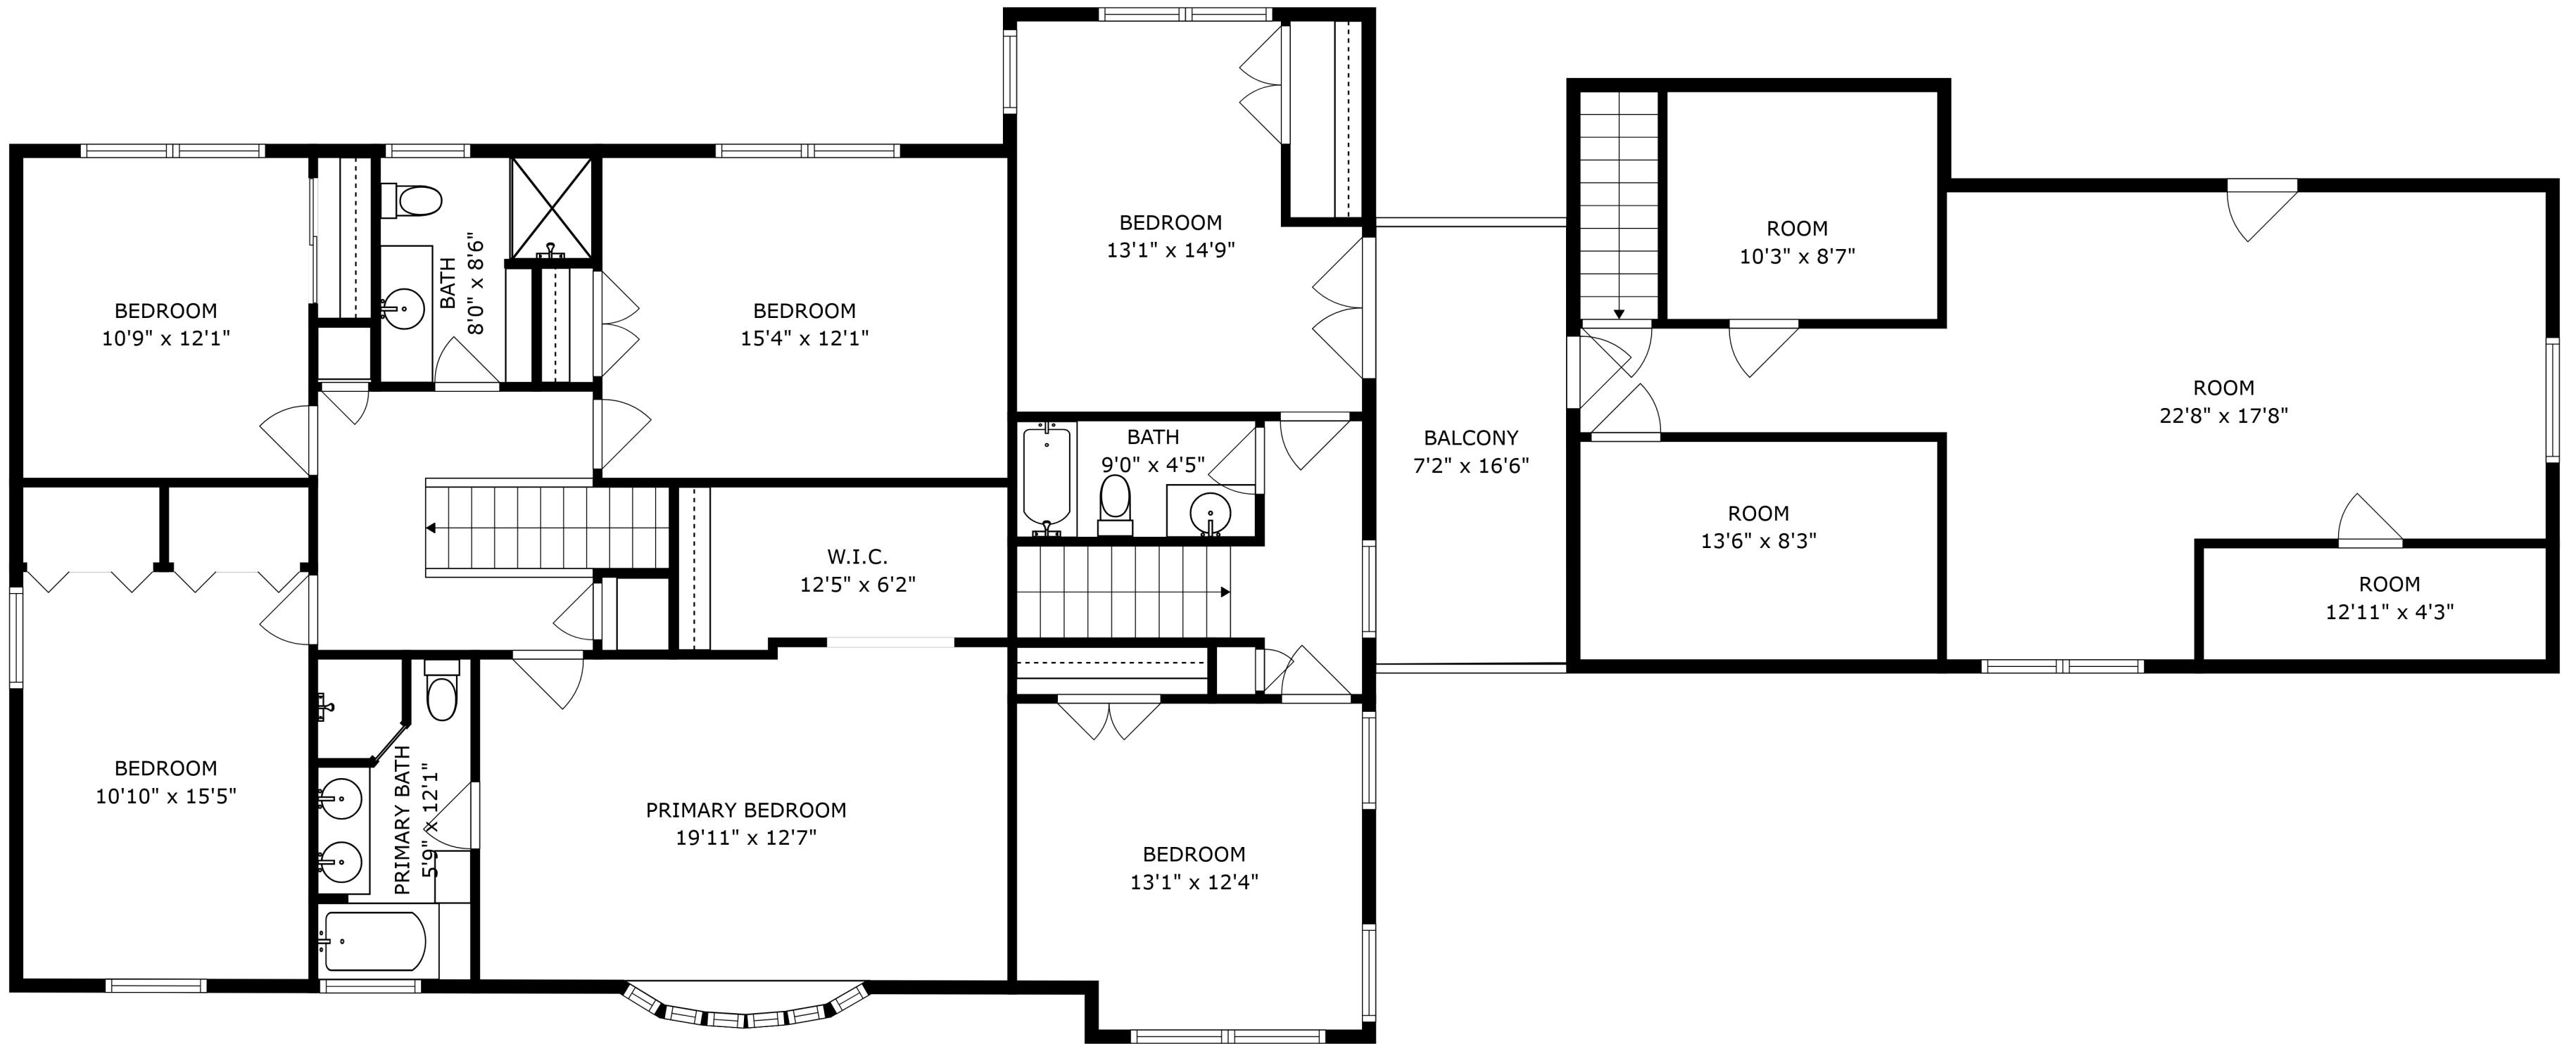 BEDROOM
10'9" x 12'1"
BATH
8'0" x 8'6"
BEDROOM
15'4" x 12'1"
BEDROOM
13'1" x 14'9"
ROOM
10'3" x 8'7"
ROOM
22'8" x 17'8"
BATH
9'0" x 4'5"
BALCONY
7'2" x 16'6"
ROOM
13'6" x 8'3"
W.I.C.
12'5" x 6'2"
ROOM
12'11" x 4'3"
BEDROOM
10'10" x 15'5"
PRIMARY BATH
5'9" x 12'1"
PRIMARY BEDROOM
19'11" x 12'7"
BEDROOM
13'1" x 12'4"